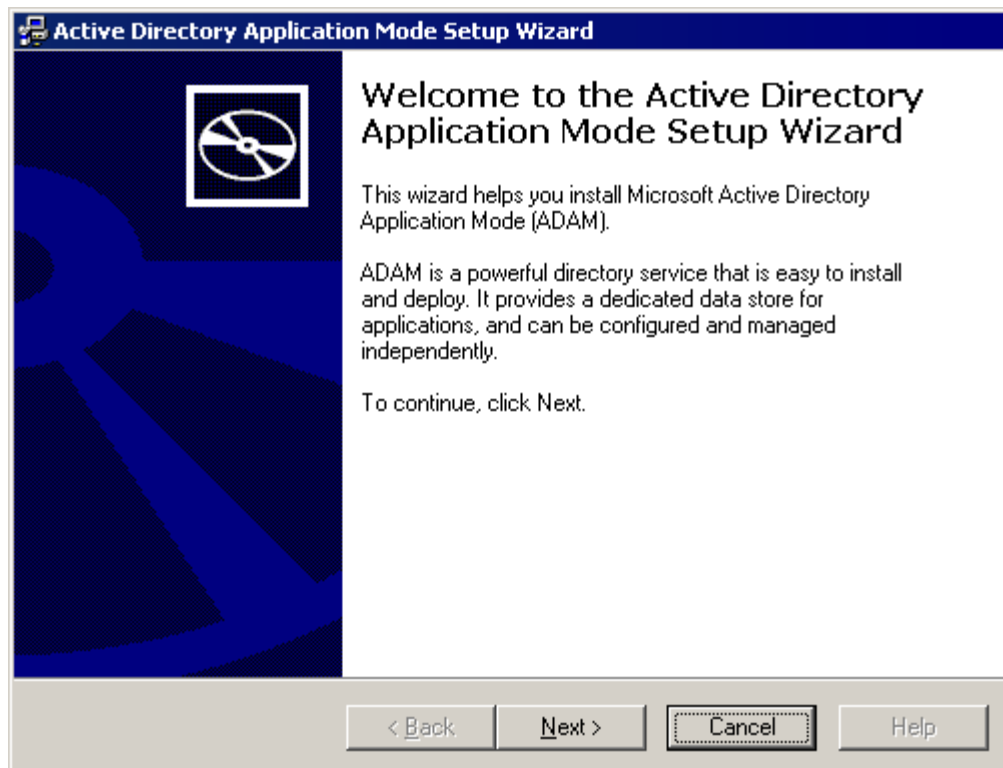 Active Directory Application Mode Setup Wizard
Welcome to the Active Directory
Application Mode Setup Wizard
This wizard helps you install Microsoft Active Directory
Application Mode (ADAM).
ADAM is a powerful directory service that is easy to install
and deploy. It provides a dedicated data store for
applications, and can be configured and managed
independently.
To continue, click Next.
< Back Next > Cancel Help